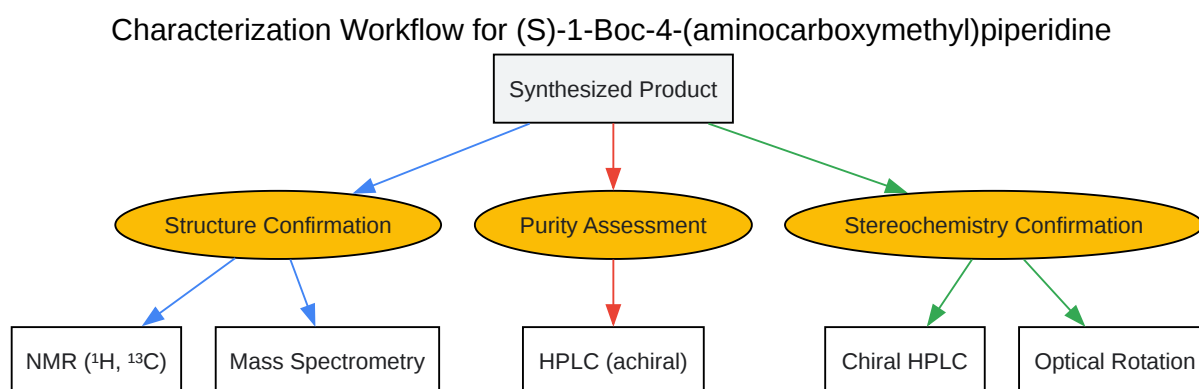 Characterization Workflow for (S)-1-Boc-4-(aminocarboxymethyl)piperidine
Synthesized Product
Structure Confirmation
Purity Assessment
Stereochemistry Confirmation
NMR (¹H, ¹³C)
Mass Spectrometry
HPLC (achiral)
Chiral HPLC
Optical Rotation